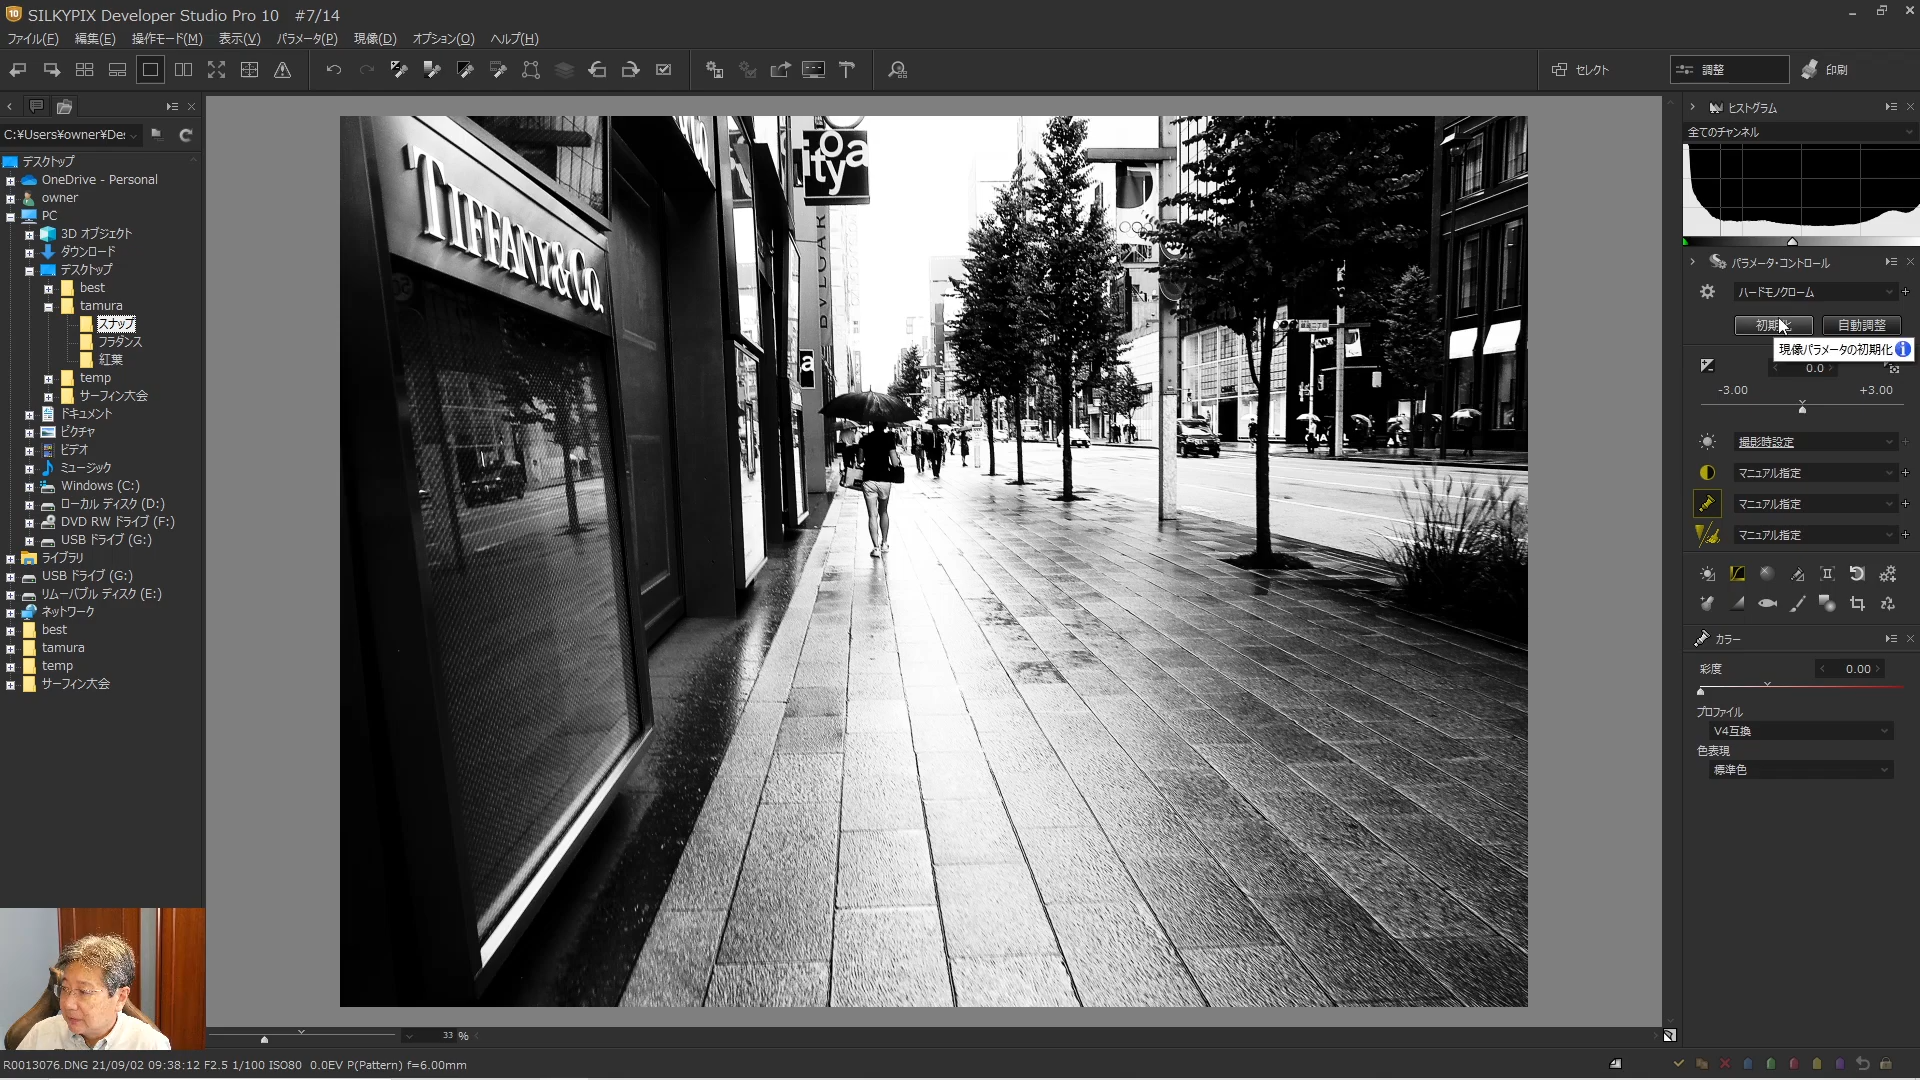 SILKYPIX Developer Studio Pro 10 #7/14
ファイル(F) 編集(E) 操作モード(M) 表示(V) パラメータ(P) 現像(D) オプション(O) ヘルプ(H)
セレクト 調整 印刷
C:¥Users¥owner¥De
デスクトップ
OneDrive - Personal
owner
PC
3D オブジェクト
ダウンロード
デスクトップ
best
tamura
スナップ
フラダンス
紅葉
temp
サーフィン大会
ドキュメント
ピクチャ
ビデオ
ミュージック
Windows (C:)
ローカル ディスク (D:)
DVD RW ドライブ (F:)
USB ドライブ (G:)
ライブラリ
USB ドライブ (G:)
リムーバブル ディスク (E:)
ネットワーク
best
tamura
temp
サーフィン大会
TIFFANY&CO.
ヒストグラム
全てのチャンネル
パラメータ・コントロール
ハードモノクローム
初期化 自動調整
現像パラメータの初期化
0.0
-3.00 +3.00
撮影時設定
マニュアル指定
マニュアル指定
マニュアル指定
カラー
彩度 0.00
プロファイル
V4互換
色表現
標準色
33 %
R0013076.DNG 21/09/02 09:38:12 F2.5 1/100 ISO80 0.0EV P(Pattern) f=6.00mm